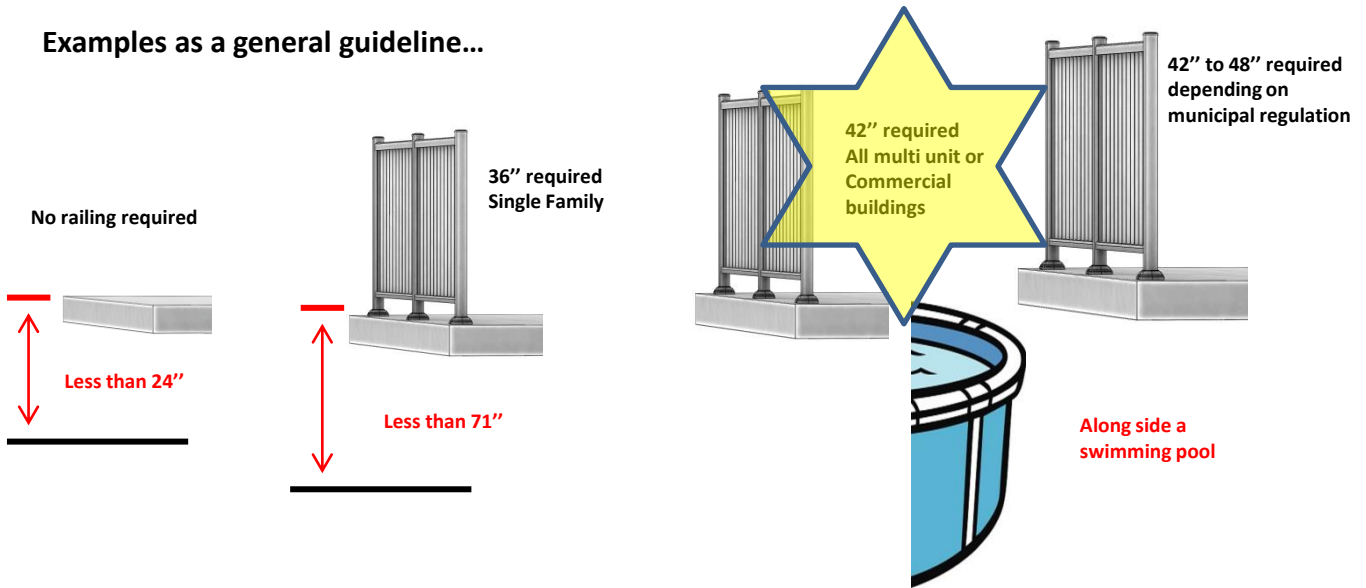 Examples as a general guideline...
No railing required
Less than 24’’
36’’ required
Single Family
Less than 71’’
42’’ required
All multi unit or
Commercial
buildings
42’’ to 48’’ required
depending on
municipal regulation
Along side a
swimming pool